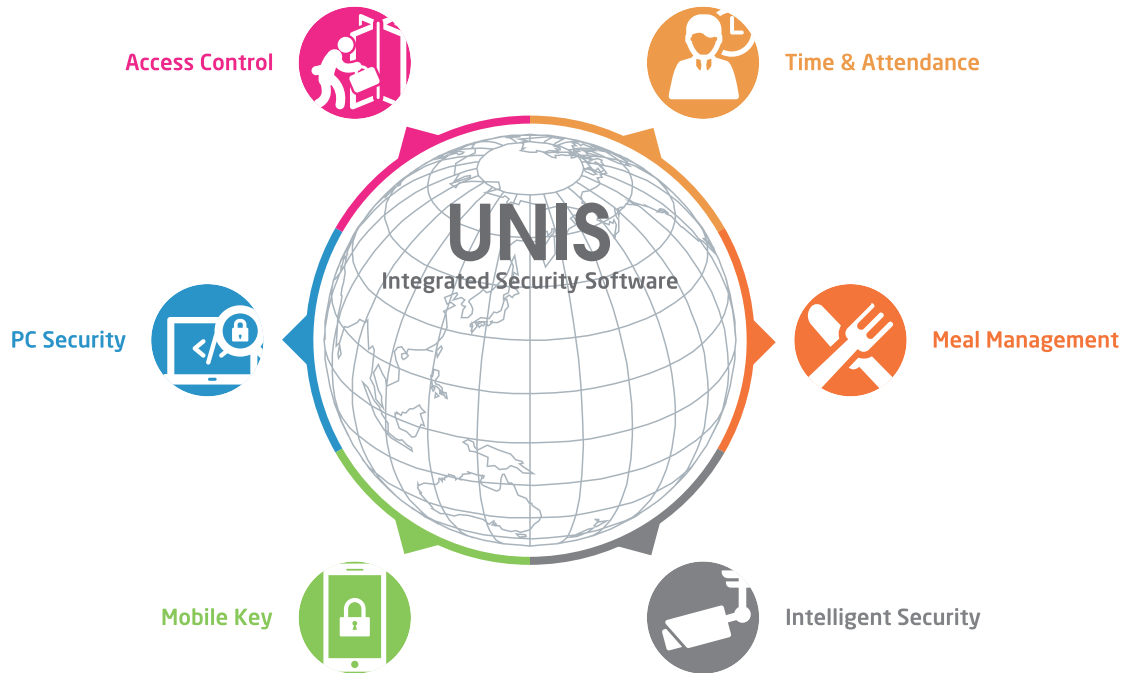 Access Control
Time & Attendance
UNIS
Integrated Security Software
PC Security
Meal Management
Mobile Key
Intelligent Security